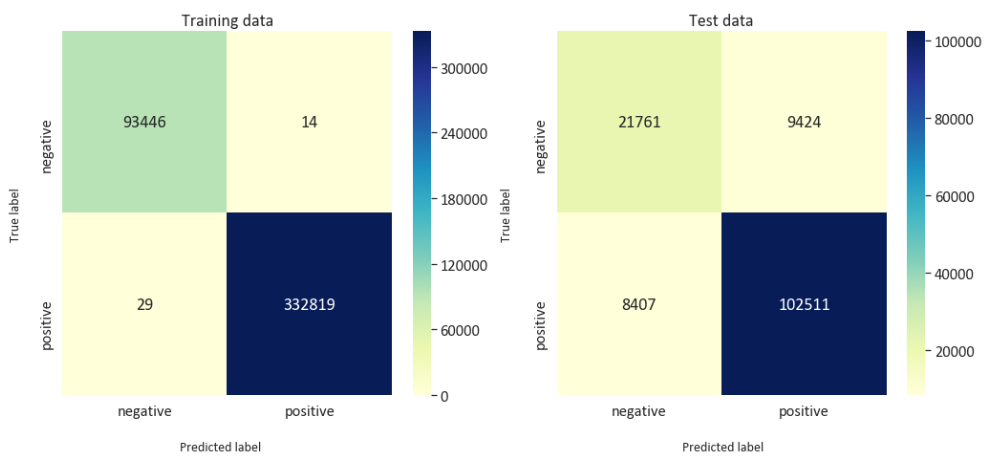 Training data
True label
negative
positive
93446
14
29
332819
negative
positive
Predicted label
300000
240000
180000
120000
60000
0
Test data
True label
negative
positive
21761
9424
8407
102511
negative
positive
Predicted label
100000
80000
60000
40000
20000